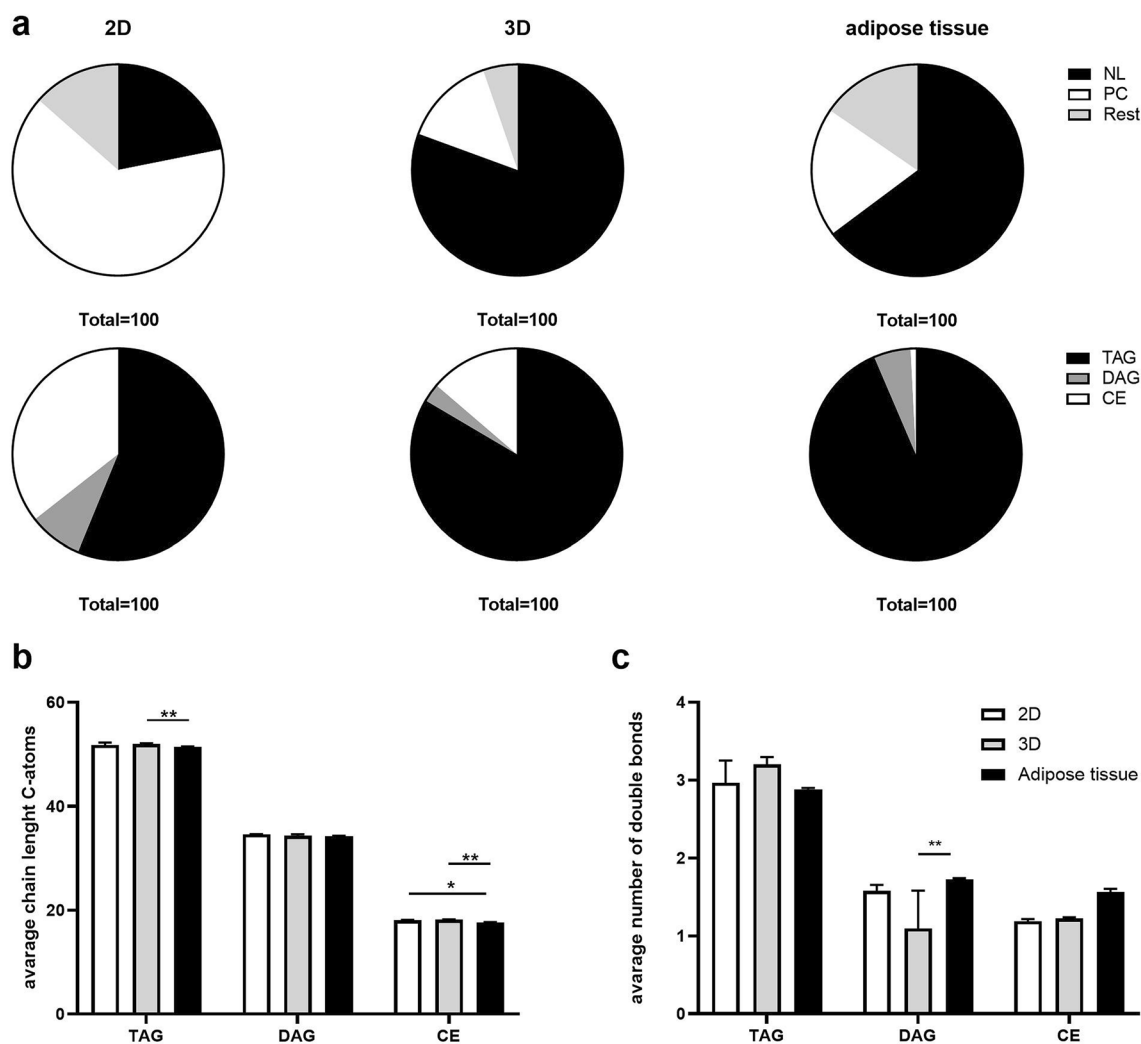 a
2D
3D
adipose tissue
NL
PC
Rest
Total=100
Total=100
Total=100
TAG
DAG
CE
Total=100
Total=100
Total=100
b
avarage chain lenght C-atoms
60
40
20
0
**
**
*
TAG
DAG
CE
c
avarage number of double bonds
4
3
2
1
0
**
2D
3D
Adipose tissue
TAG
DAG
CE